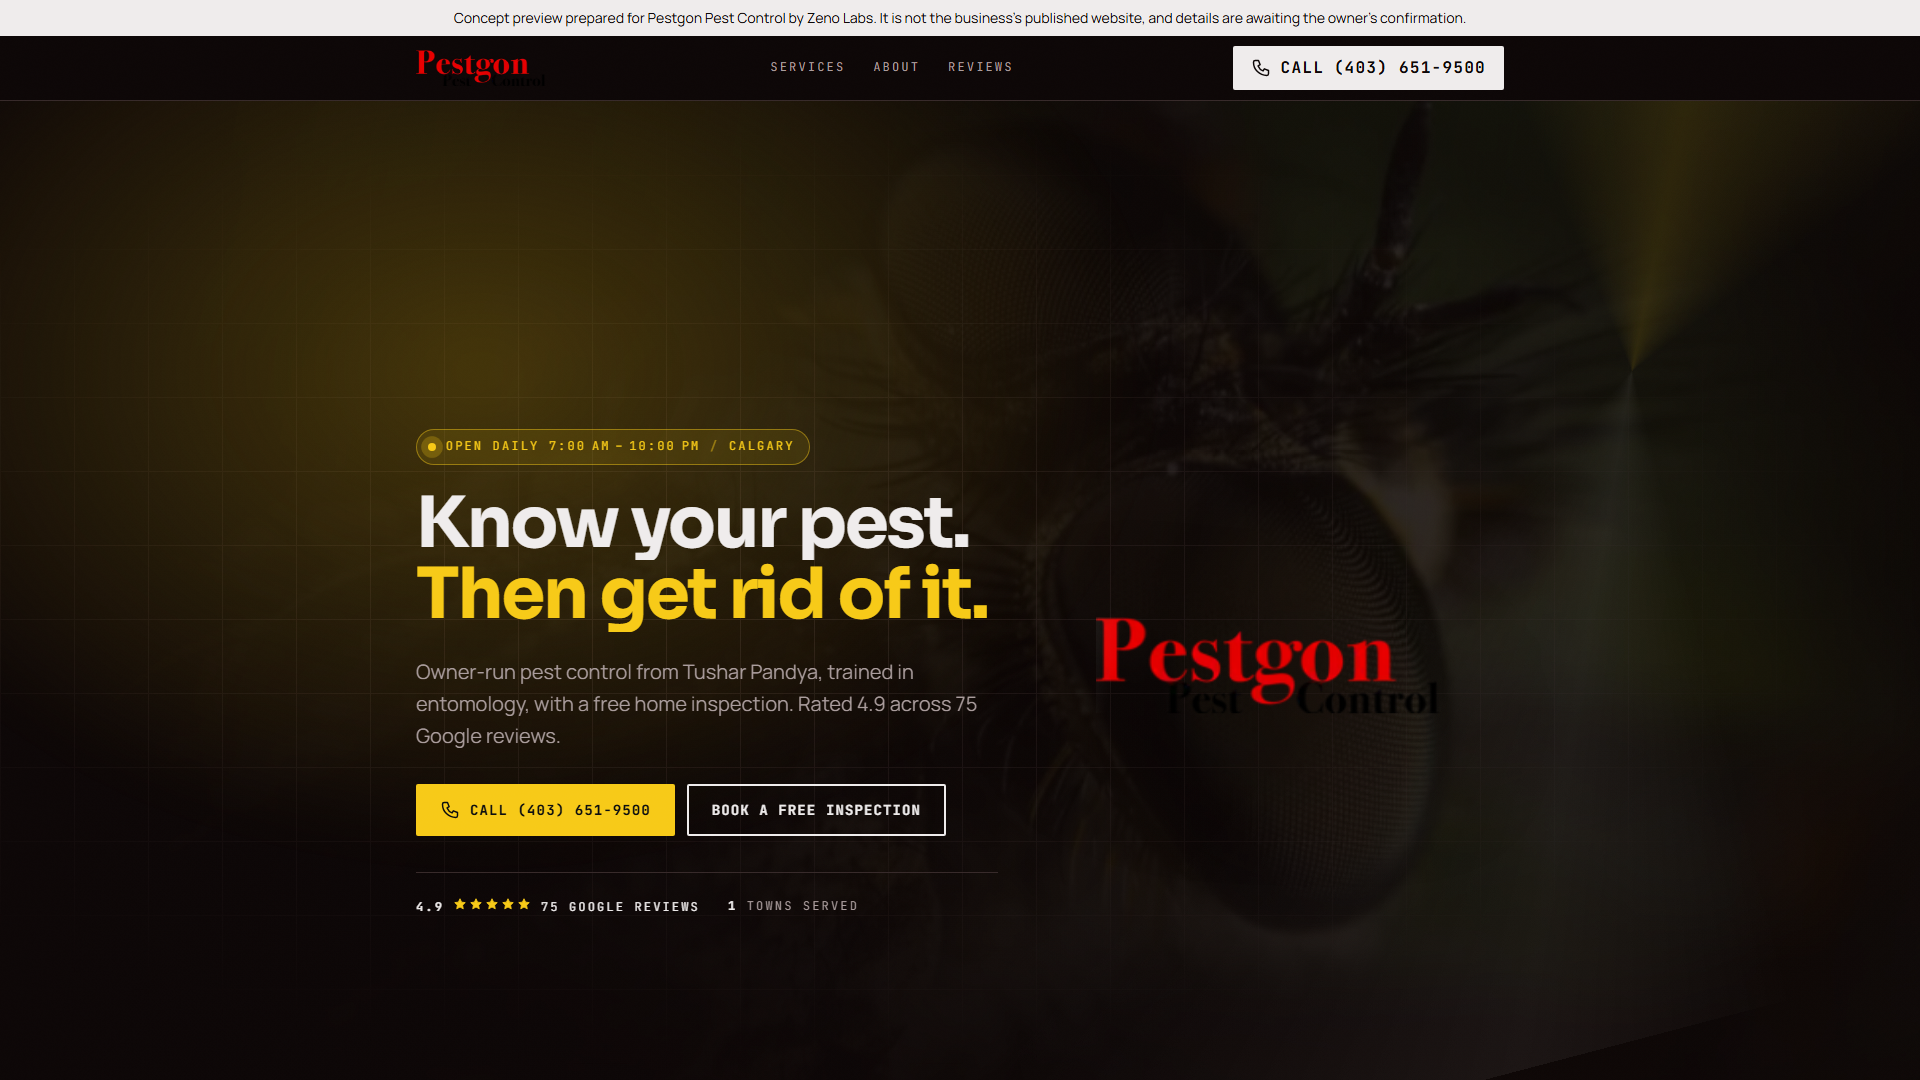 Concept preview prepared for Pestgon Pest Control by Zeno Labs. It is not the business's published website, and details are awaiting the owner's confirmation.
Pestgon
Pest Control
SERVICES
ABOUT
REVIEWS
CALL (403) 651-9500
OPEN DAILY 7:00 AM – 10:00 PM / CALGARY
Know your pest.
Then get rid of it.
Pestgon
Pest Control
Owner-run pest control from Tushar Pandya, trained in
entomology, with a free home inspection. Rated 4.9 across 75
Google reviews.
CALL (403) 651-9500
BOOK A FREE INSPECTION
4.9 ★★★★★ 75 GOOGLE REVIEWS
1 TOWNS SERVED